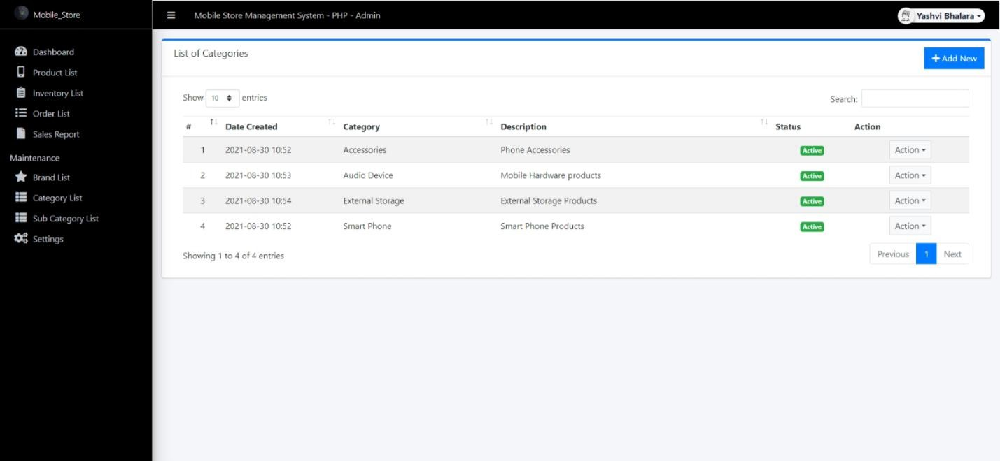 Mobile_Store
Mobile Store Management System - PHP - Admin
Yashvi Bhalara
Dashboard
Product List
Inventory List
Order List
Sales Report
Maintenance
Brand List
Category List
Sub Category List
Settings
List of Categories
Add New
Show 10 entries
Search:
# Date Created Category Description Status Action
1 2021-08-30 10:52 Accessories Phone Accessories Active Action
2 2021-08-30 10:53 Audio Device Mobile Hardware products Active Action
3 2021-08-30 10:54 External Storage External Storage Products Active Action
4 2021-08-30 10:52 Smart Phone Smart Phone Products Active Action
Showing 1 to 4 of 4 entries
Previous 1 Next